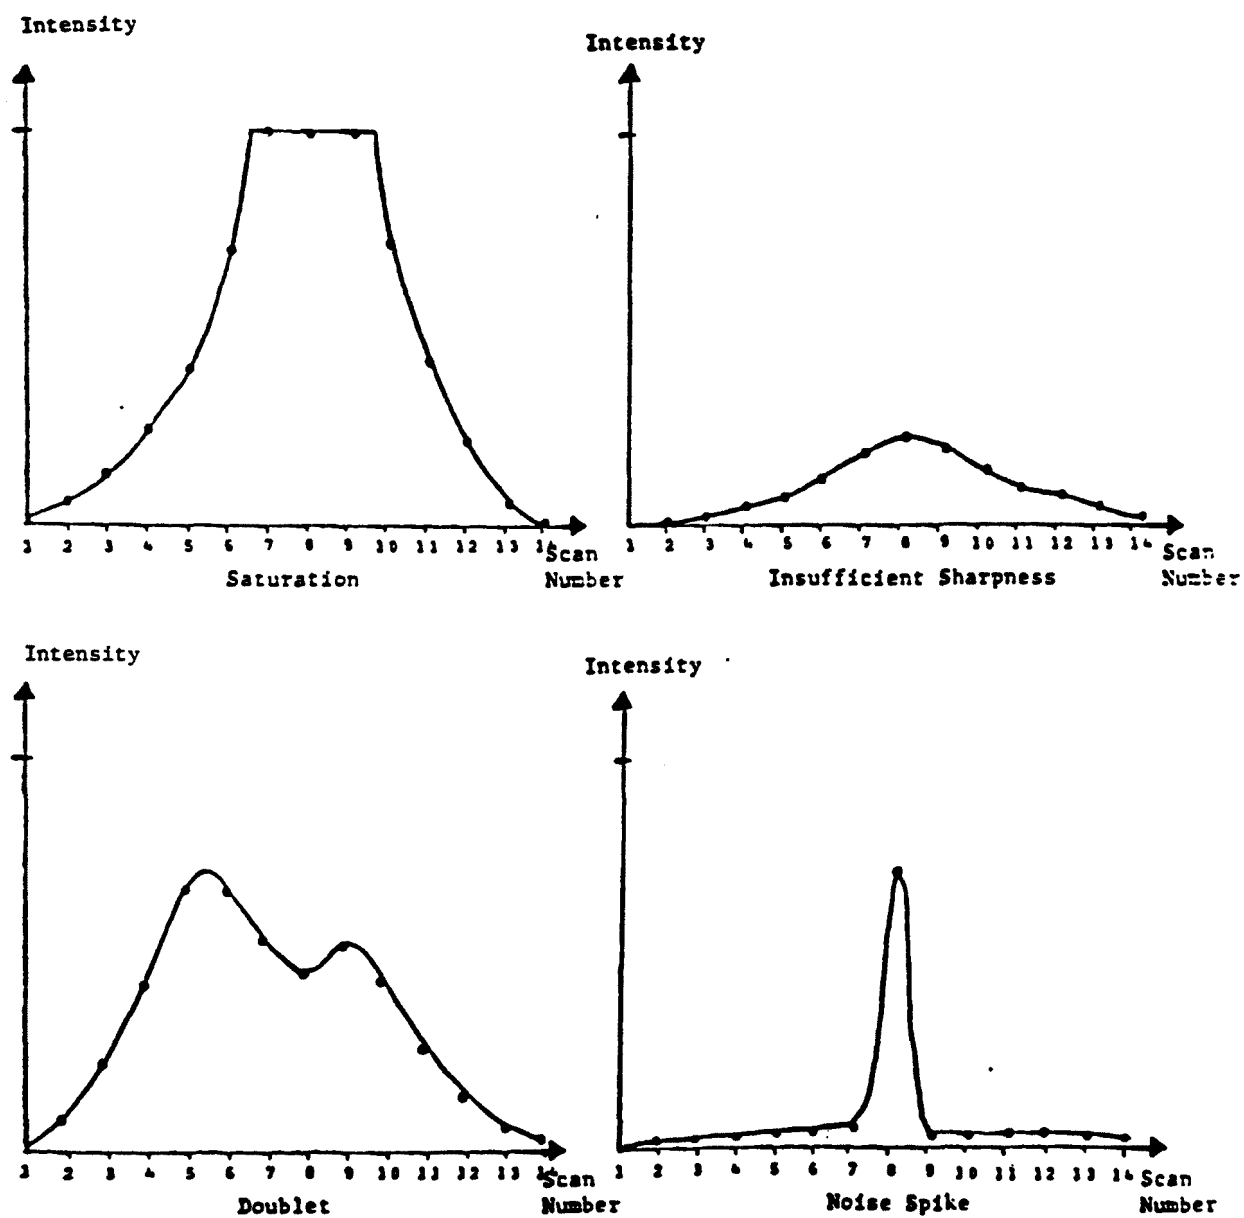 Intensity
1 2 3 4 5 6 7 8 9 10 11 12 13 14
Scan
Number
Saturation
Intensity
1 2 3 4 5 6 7 8 9 10 11 12 13 14
Scan
Number
Insufficient Sharpness
Intensity
1 2 3 4 5 6 7 8 9 10 11 12 13 14
Scan
Number
Doublet
Intensity
1 2 3 4 5 6 7 8 9 10 11 12 13 14
Scan
Number
Noise Spike